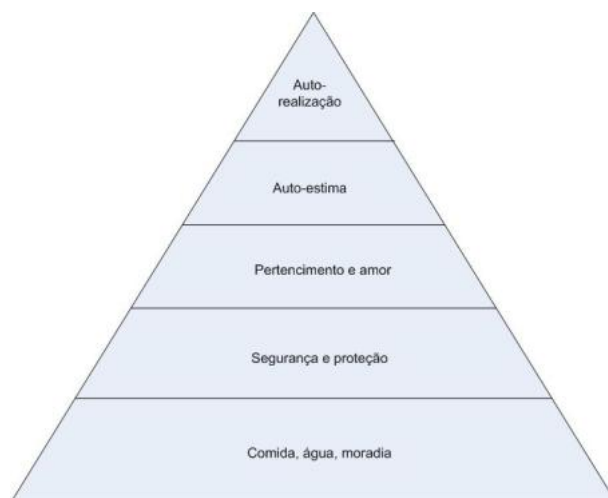 Auto-
realização
Auto-estima
Pertencimento e amor
Segurança e proteção
Comida, água, moradia